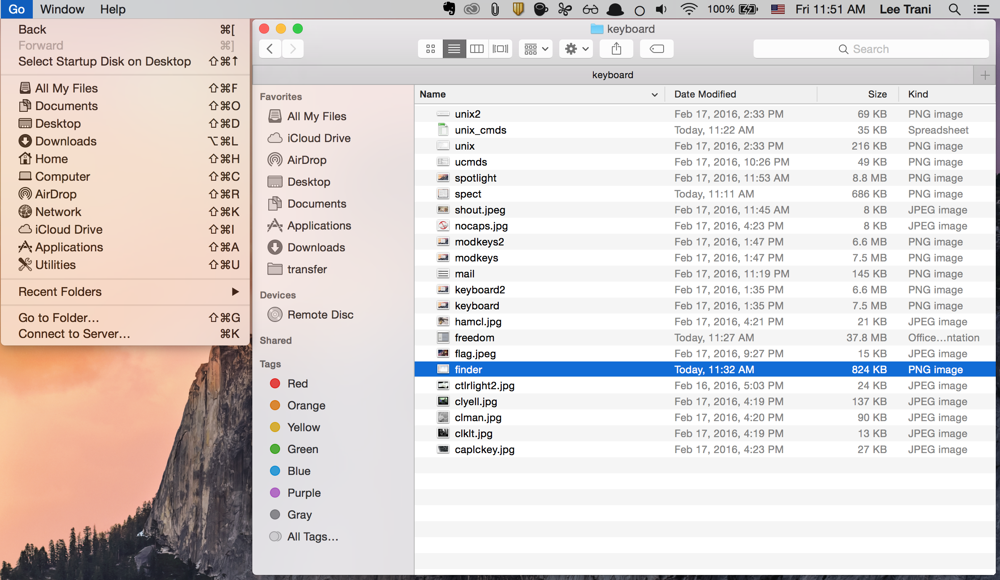 Go Window Help 100% Fri 11:51 AM Lee Trani
Back ⌘[
Forward ⌘]
Select Startup Disk on Desktop ⇧⌘↑
All My Files ⇧⌘F
Documents ⇧⌘O
Desktop ⇧⌘D
Downloads ⌥⌘L
Home ⇧⌘H
Computer ⇧⌘C
AirDrop ⇧⌘R
Network ⇧⌘K
iCloud Drive ⇧⌘I
Applications ⇧⌘A
Utilities ⇧⌘U
Recent Folders ▶
Go to Folder… ⇧⌘G
Connect to Server… ⌘K
keyboard
Search
keyboard
Favorites
All My Files
iCloud Drive
AirDrop
Desktop
Documents
Applications
Downloads
transfer
Devices
Remote Disc
Shared
Tags
Red
Orange
Yellow
Green
Blue
Purple
Gray
All Tags…
Name Date Modified Size Kind
unix2 Feb 17, 2016, 2:33 PM 69 KB PNG image
unix_cmds Today, 11:22 AM 35 KB Spreadsheet
unix Feb 17, 2016, 2:33 PM 216 KB PNG image
ucmds Feb 17, 2016, 10:26 PM 49 KB PNG image
spotlight Feb 17, 2016, 11:53 AM 8.8 MB PNG image
spect Today, 11:11 AM 686 KB PNG image
shout.jpeg Feb 17, 2016, 11:45 AM 8 KB JPEG image
nocaps.jpg Feb 17, 2016, 4:23 PM 8 KB JPEG image
modkeys2 Feb 17, 2016, 1:47 PM 6.6 MB PNG image
modkeys Feb 17, 2016, 1:47 PM 7.5 MB PNG image
mail Feb 17, 2016, 11:19 PM 145 KB PNG image
keyboard2 Feb 17, 2016, 1:35 PM 6.6 MB PNG image
keyboard Feb 17, 2016, 1:35 PM 7.5 MB PNG image
hamcl.jpg Feb 17, 2016, 4:21 PM 21 KB JPEG image
freedom Today, 11:27 AM 37.8 MB Office…ntation
flag.jpeg Feb 17, 2016, 9:27 PM 15 KB JPEG image
finder Today, 11:32 AM 824 KB PNG image
ctlrlight2.jpg Feb 16, 2016, 5:03 PM 24 KB JPEG image
clyell.jpg Feb 17, 2016, 4:19 PM 137 KB JPEG image
clman.jpg Feb 17, 2016, 4:20 PM 90 KB JPEG image
clklt.jpg Feb 17, 2016, 4:19 PM 13 KB JPEG image
caplckey.jpg Feb 17, 2016, 4:23 PM 27 KB JPEG image